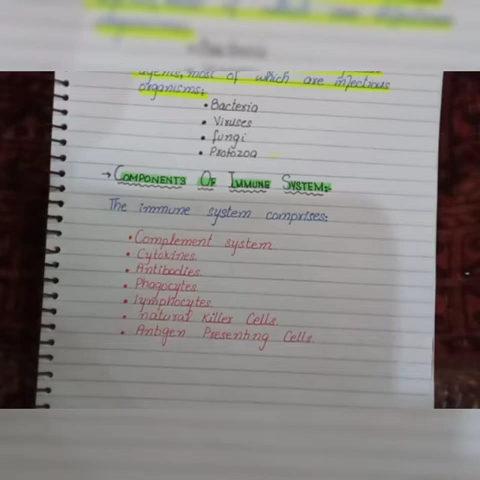 agents, most of which are infectious
organisms:
• Bacteria
• Viruses
• fungi
• Protozoa
→ COMPONENTS OF IMMUNE SYSTEM:
The immune system comprises:
• Complement system
• Cytokines
• Antibodies
• Phagocytes
• Lymphocytes
• natural Killer Cells.
• Antigen Presenting Cells